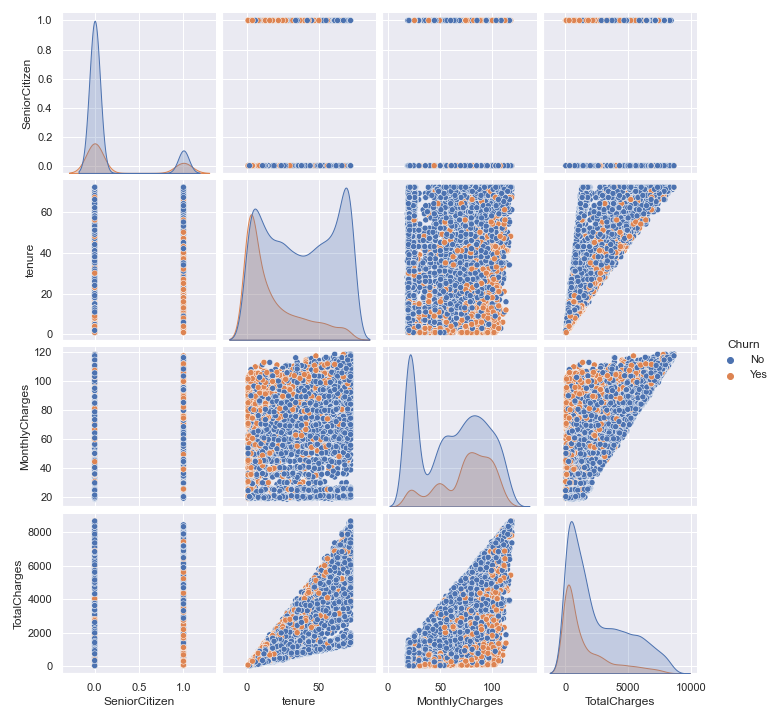 1.0
0.8
0.6
0.4
0.2
0.0
SeniorCitizen
60
40
20
0
tenure
Churn
No
Yes
120
100
80
60
40
20
MonthlyCharges
8000
6000
4000
2000
0
TotalCharges
0.0 0.5 1.0 0 50 0 50 100 0 5000 10000
SeniorCitizen tenure MonthlyCharges TotalCharges